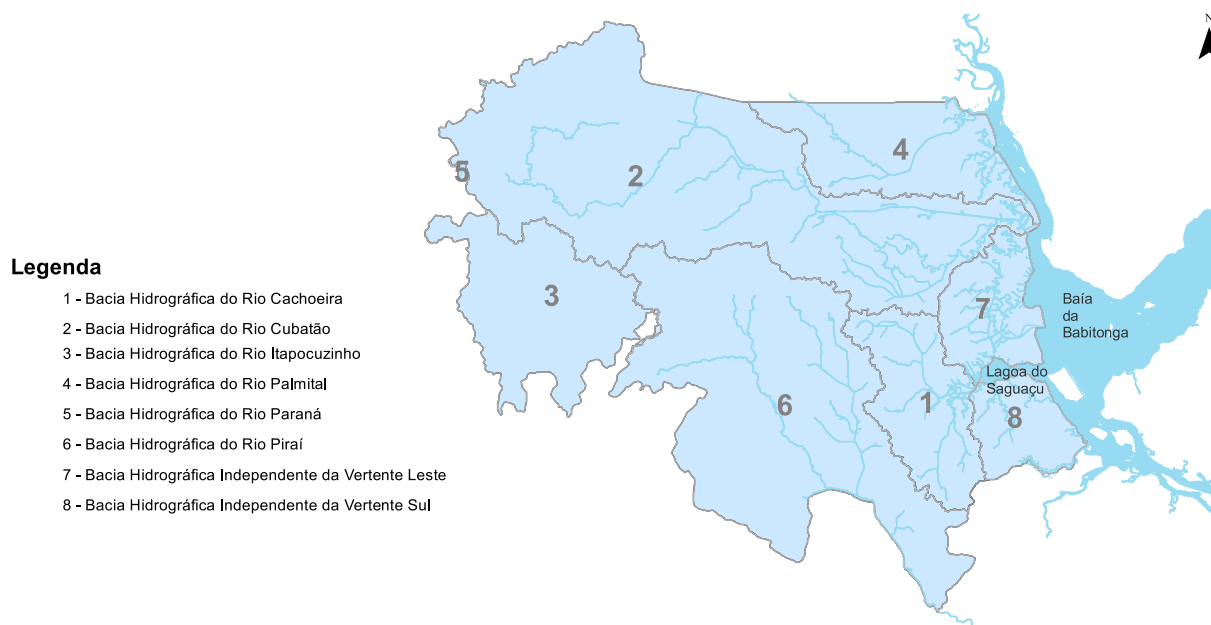 N
5
2
4
3
7
6
1
8
Baía
da
Babitonga
Lagoa do
Saguaçu
Legenda
1 - Bacia Hidrográfica do Rio Cachoeira
2 - Bacia Hidrográfica do Rio Cubatão
3 - Bacia Hidrográfica do Rio Itapocuzinho
4 - Bacia Hidrográfica do Rio Palmital
5 - Bacia Hidrográfica do Rio Paraná
6 - Bacia Hidrográfica do Rio Piraí
7 - Bacia Hidrográfica Independente da Vertente Leste
8 - Bacia Hidrográfica Independente da Vertente Sul